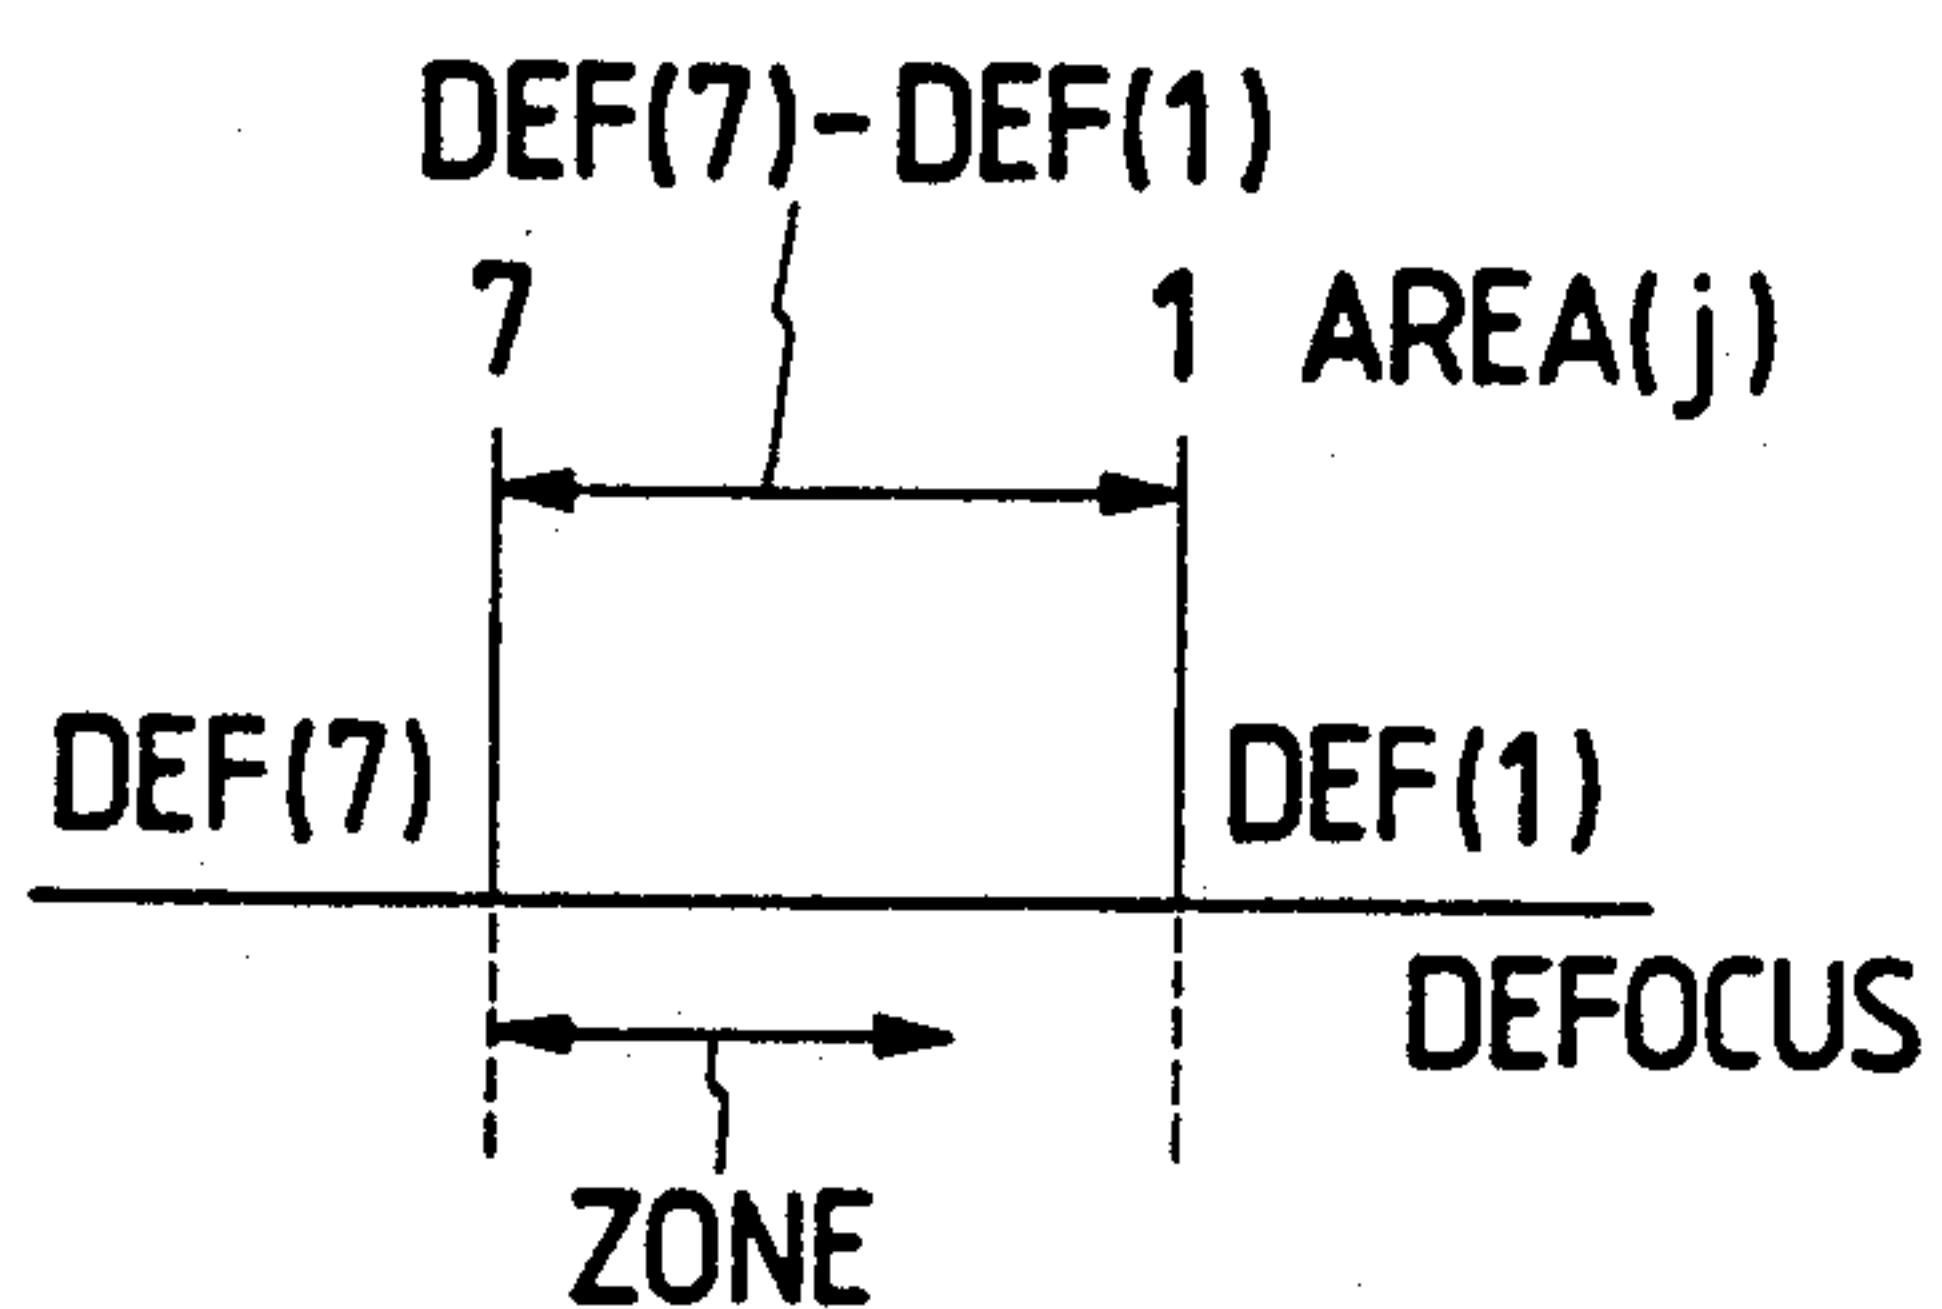 DEF(7)-DEF(1)
7 1 AREA(j)
DEF(7) DEF(1)
DEFOCUS
ZONE